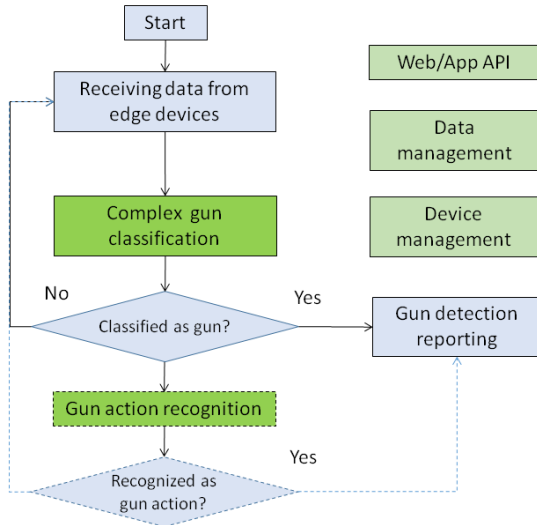 Start
Receiving data from
edge devices
Web/App API
Data
management
Complex gun
classification
Device
management
No
Yes
Classified as gun?
Gun detection
reporting
Gun action recognition
Yes
Recognized as
gun action?